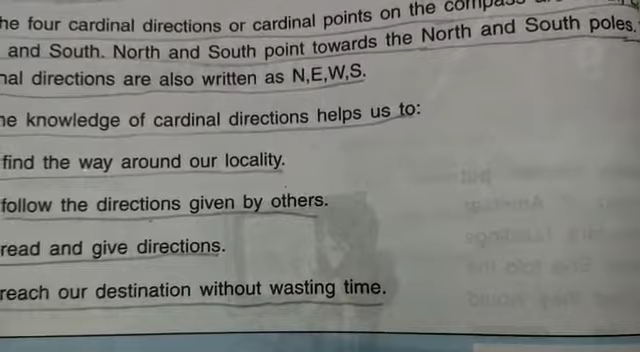 he four cardinal directions or cardinal points on the compass
and South. North and South point towards the North and South poles.
nal directions are also written as N,E,W,S.
he knowledge of cardinal directions helps us to:
find the way around our locality.
follow the directions given by others.
read and give directions.
reach our destination without wasting time.